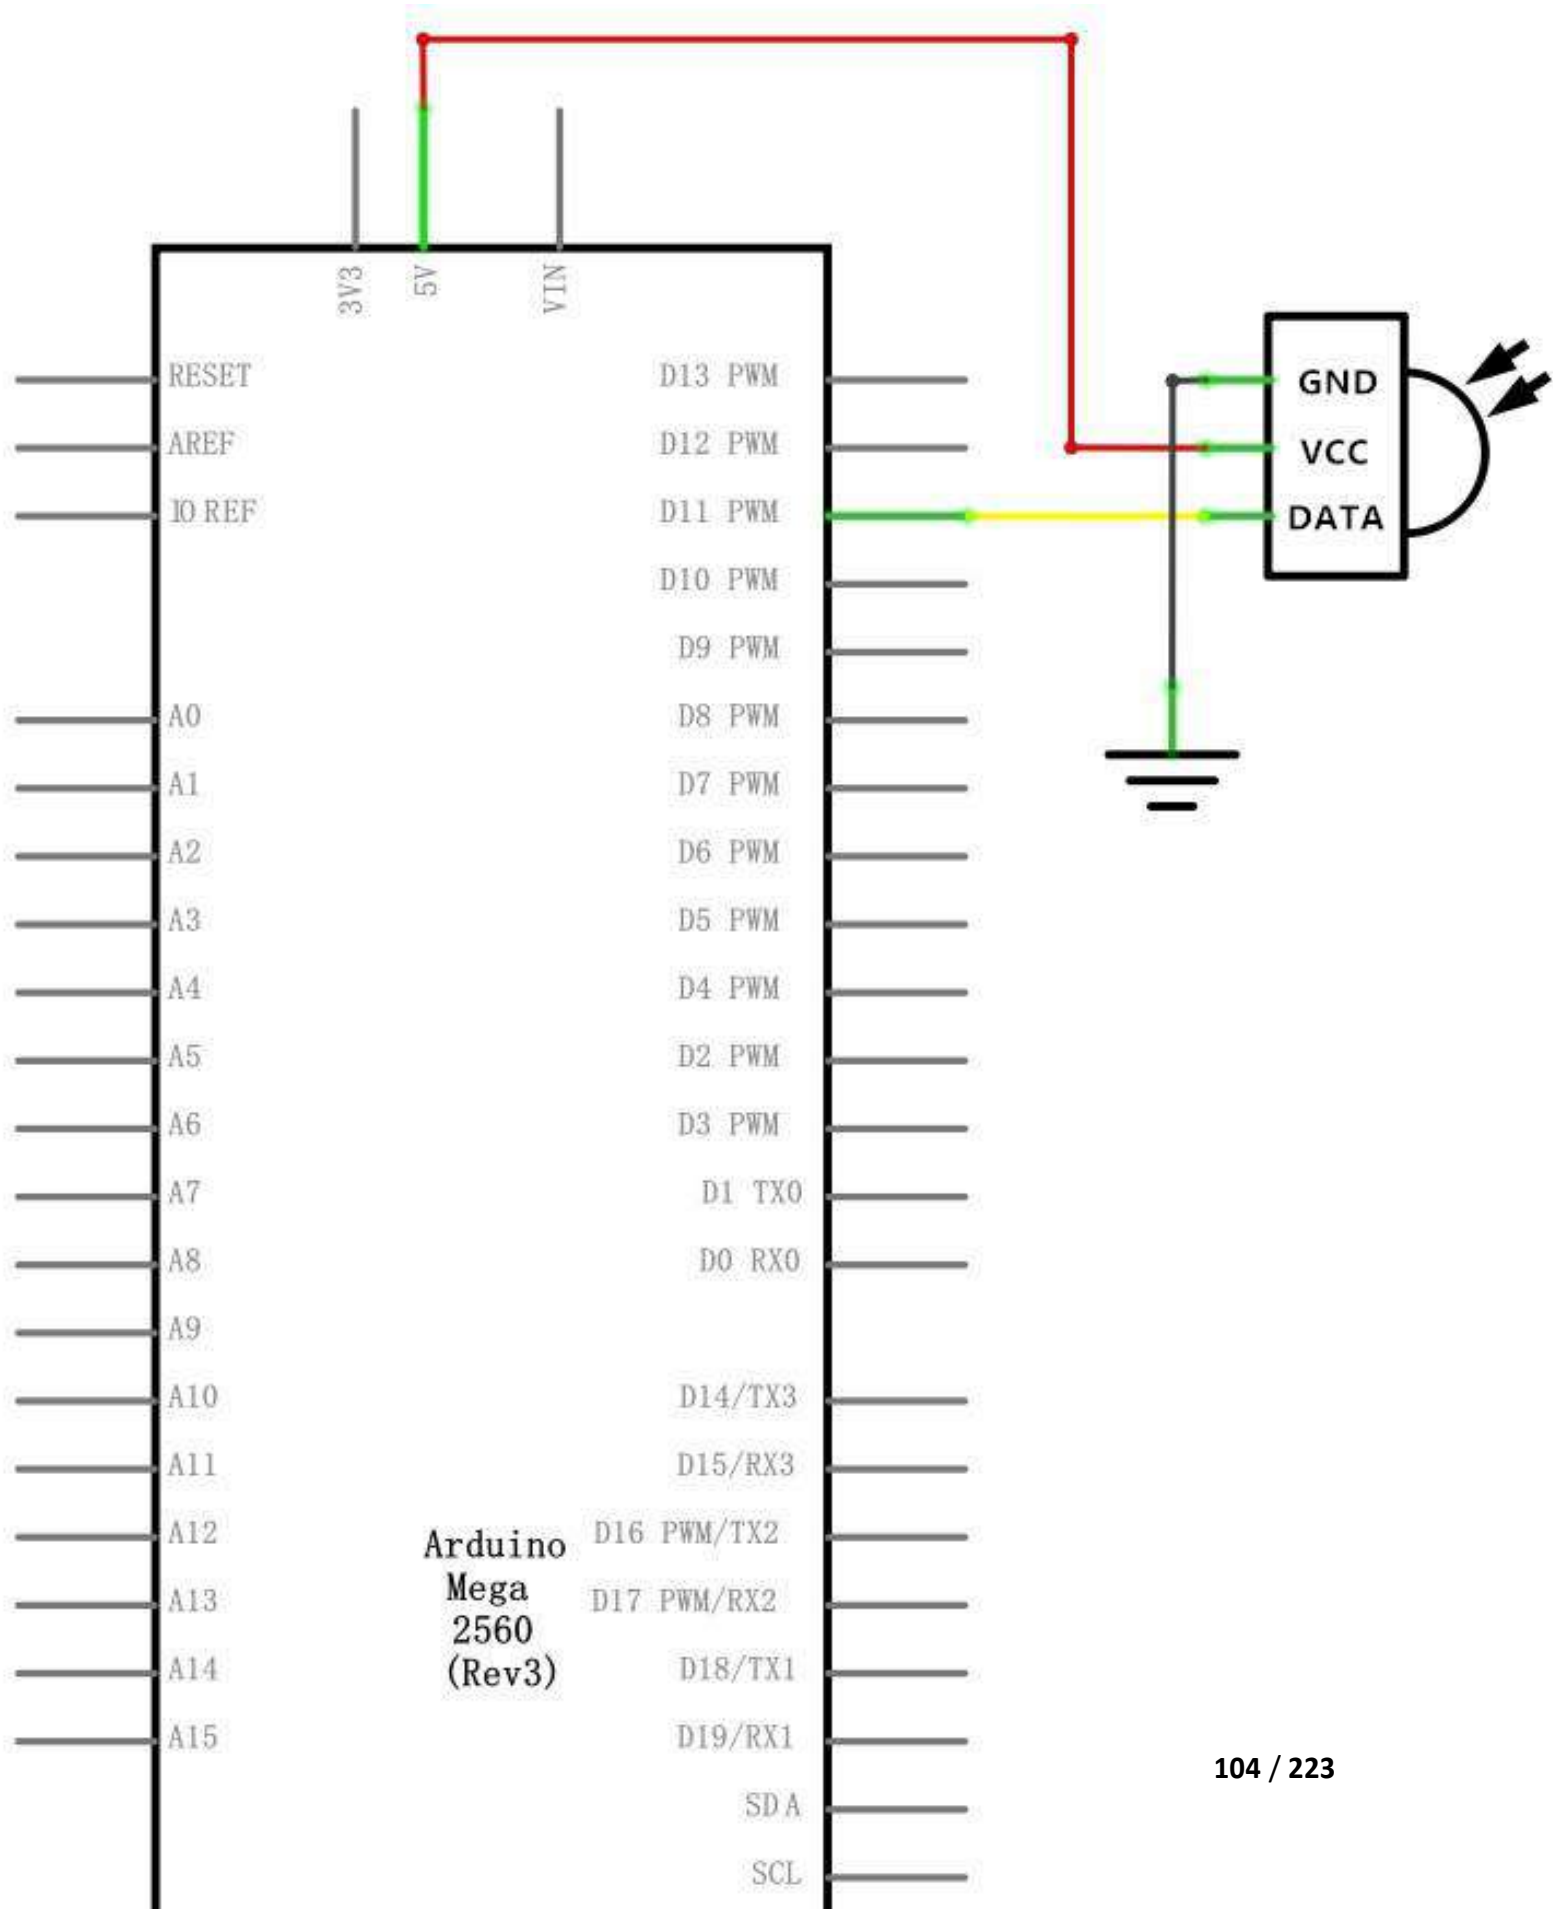 3V3
5V
VIN
RESET
D13 PWM
GND
AREF
D12 PWM
VCC
IO REF
D11 PWM
DATA
D10 PWM
D9 PWM
A0
D8 PWM
A1
D7 PWM
A2
D6 PWM
A3
D5 PWM
A4
D4 PWM
A5
D2 PWM
A6
D3 PWM
A7
D1 TX0
A8
D0 RX0
A9
A10
D14/TX3
A11
D15/RX3
A12
Arduino
D16 PWM/TX2
Mega
A13
D17 PWM/RX2
2560
A14
(Rev3)
D18/TX1
A15
D19/RX1
104 / 223
SDA
SCL